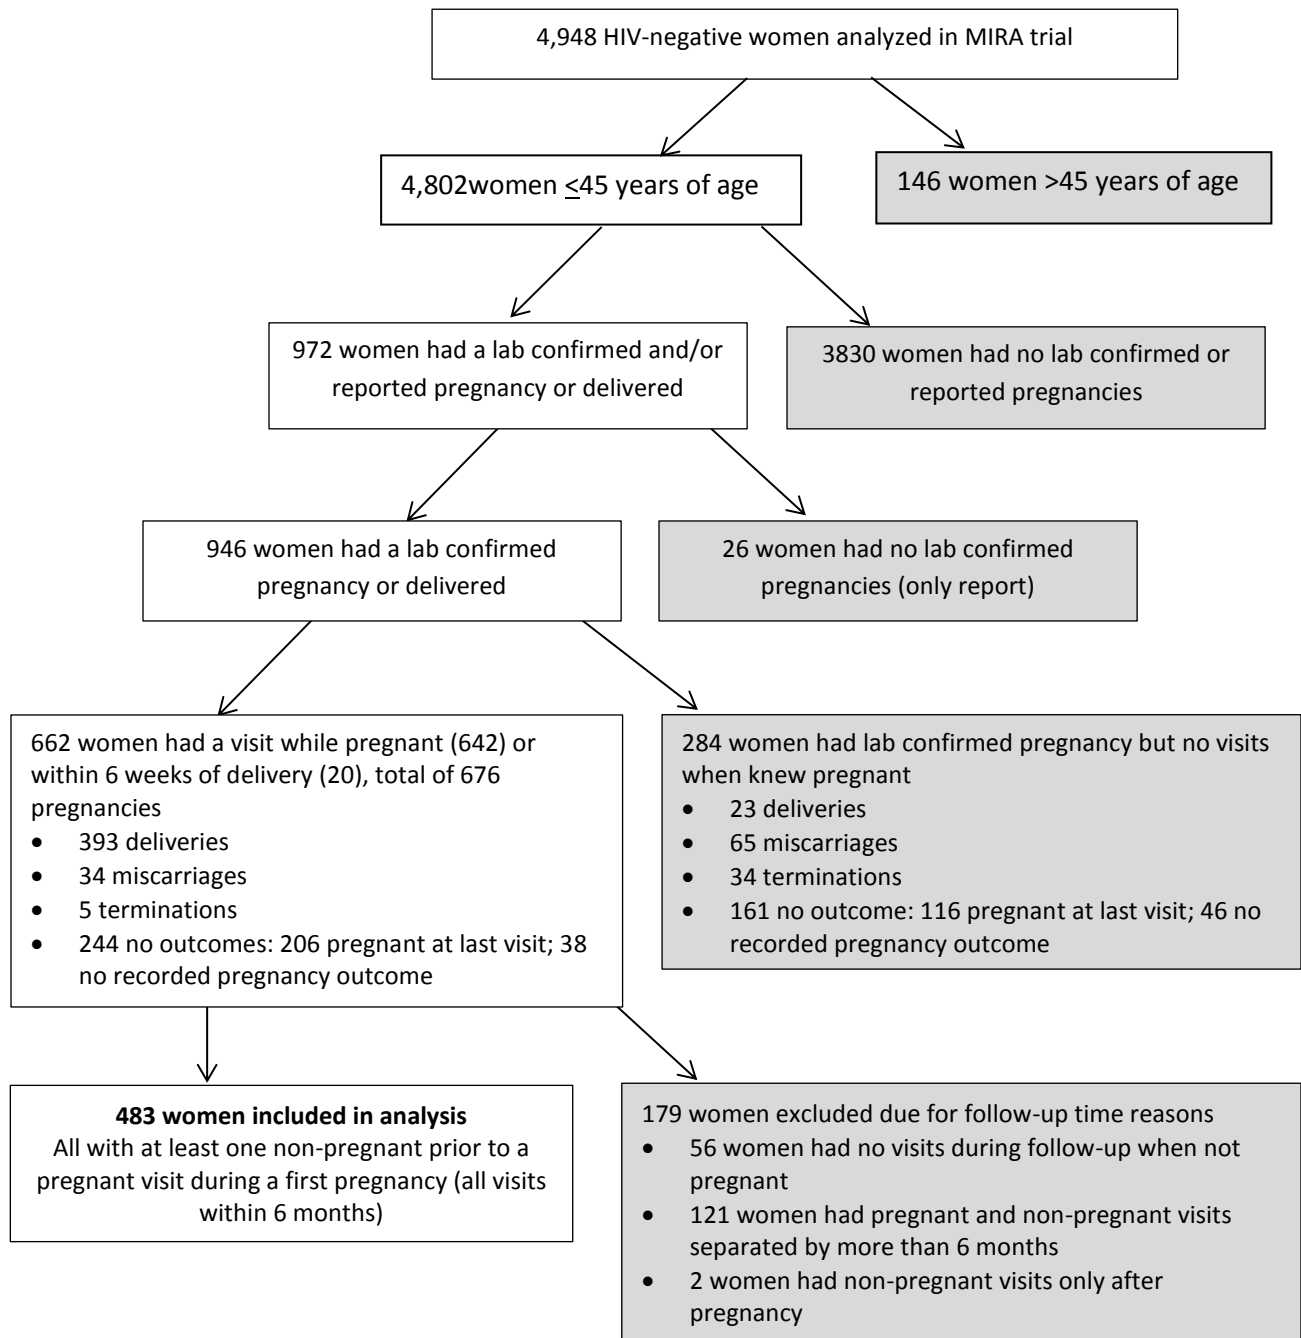 4,948 HIV-negative women analyzed in MIRA trial
4,802women ≤45 years of age
146 women >45 years of age
972 women had a lab confirmed and/or
reported pregnancy or delivered
3830 women had no lab confirmed or
reported pregnancies
946 women had a lab confirmed
pregnancy or delivered
26 women had no lab confirmed
pregnancies (only report)
662 women had a visit while pregnant (642) or
within 6 weeks of delivery (20), total of 676
pregnancies
• 393 deliveries
• 34 miscarriages
• 5 terminations
• 244 no outcomes: 206 pregnant at last visit; 38
no recorded pregnancy outcome
284 women had lab confirmed pregnancy but no visits
when knew pregnant
• 23 deliveries
• 65 miscarriages
• 34 terminations
• 161 no outcome: 116 pregnant at last visit; 46 no
recorded pregnancy outcome
483 women included in analysis
All with at least one non-pregnant prior to a
pregnant visit during a first pregnancy (all visits
within 6 months)
179 women excluded due for follow-up time reasons
• 56 women had no visits during follow-up when not
pregnant
• 121 women had pregnant and non-pregnant visits
separated by more than 6 months
• 2 women had non-pregnant visits only after
pregnancy